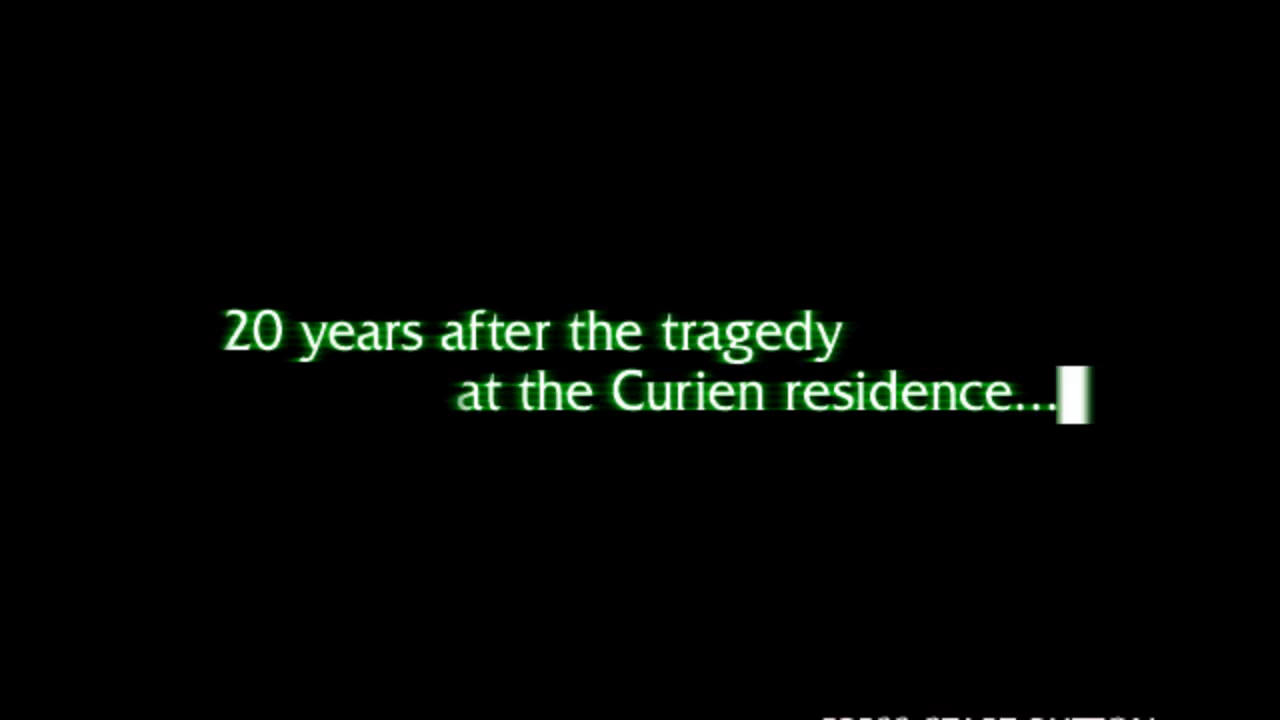 20 years after the tragedy
at the Curien residence...